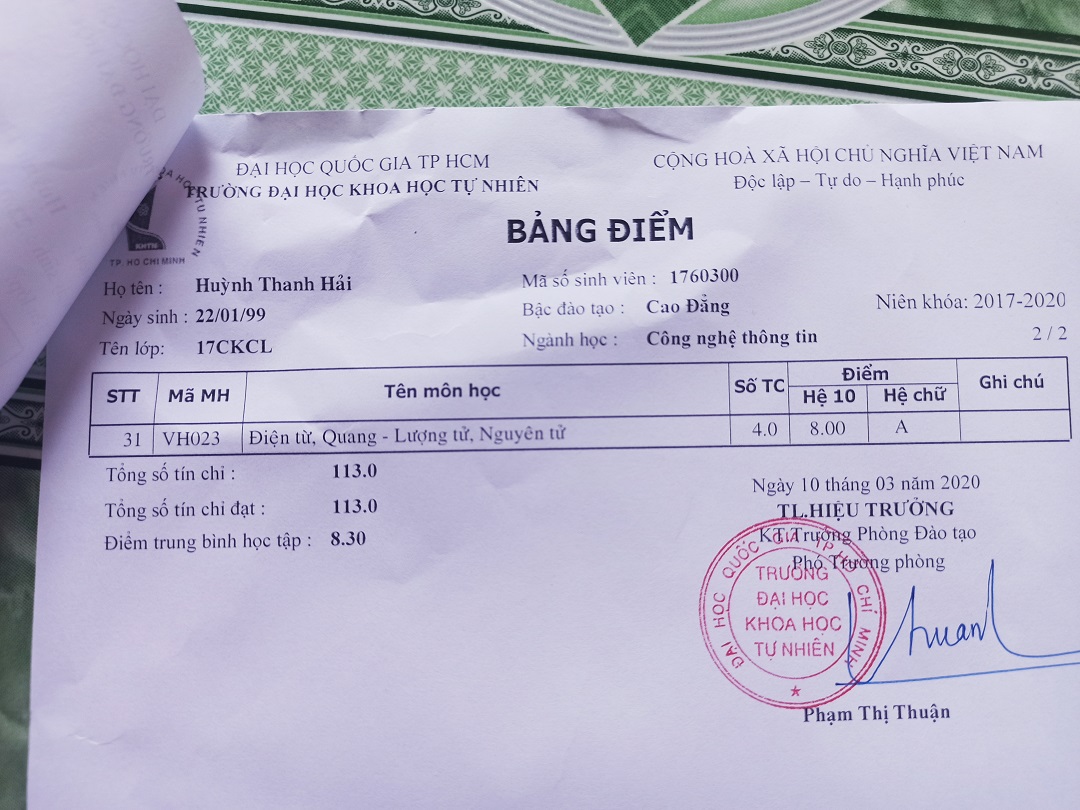 ĐẠI HỌC QUỐC GIA TP HCM
TRƯỜNG ĐẠI HỌC KHOA HỌC TỰ NHIÊN
CỘNG HOÀ XÃ HỘI CHỦ NGHĨA VIỆT NAM
Độc lập – Tự do – Hạnh phúc
TỰ NHIÊN
KHTN
TP. HO CHI MINH
BẢNG ĐIỂM
Họ tên : Huỳnh Thanh Hải
Mã số sinh viên : 1760300
Ngày sinh : 22/01/99
Bậc đào tạo : Cao Đẳng
Niên khóa: 2017-2020
Tên lớp: 17CKCL
Ngành học : Công nghệ thông tin
2 / 2
STT Mã MH Tên môn học Số TC Điểm Ghi chú
Hệ 10 Hệ chữ
31 VH023 Điện từ, Quang - Lượng tử, Nguyên tử 4.0 8.00 A
Tổng số tín chỉ : 113.0
Tổng số tín chỉ đạt : 113.0
Điểm trung bình học tập : 8.30
Ngày 10 tháng 03 năm 2020
TL.HIỆU TRƯỞNG
KT.Trưởng Phòng Đào tạo
Phó Trưởng phòng
ĐẠI HỌC QUỐC GIA TP HỒ CHÍ MINH
TRƯỜNG
ĐẠI HỌC
KHOA HỌC
TỰ NHIÊN
Phạm Thị Thuận